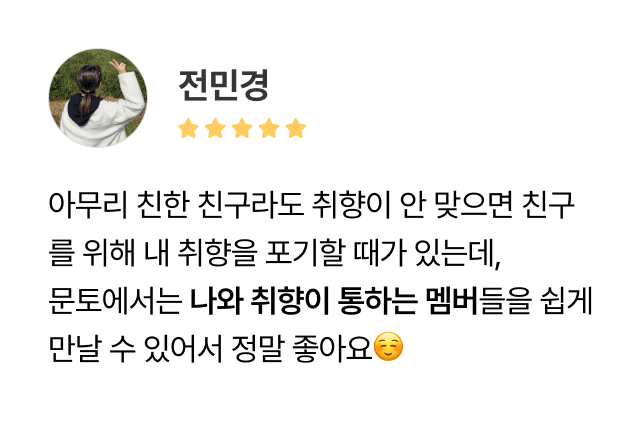 전민경
아무리 친한 친구라도 취향이 안 맞으면 친구
를 위해 내 취향을 포기할 때가 있는데,
문토에서는 나와 취향이 통하는 멤버들을 쉽게
만날 수 있어서 정말 좋아요☺️